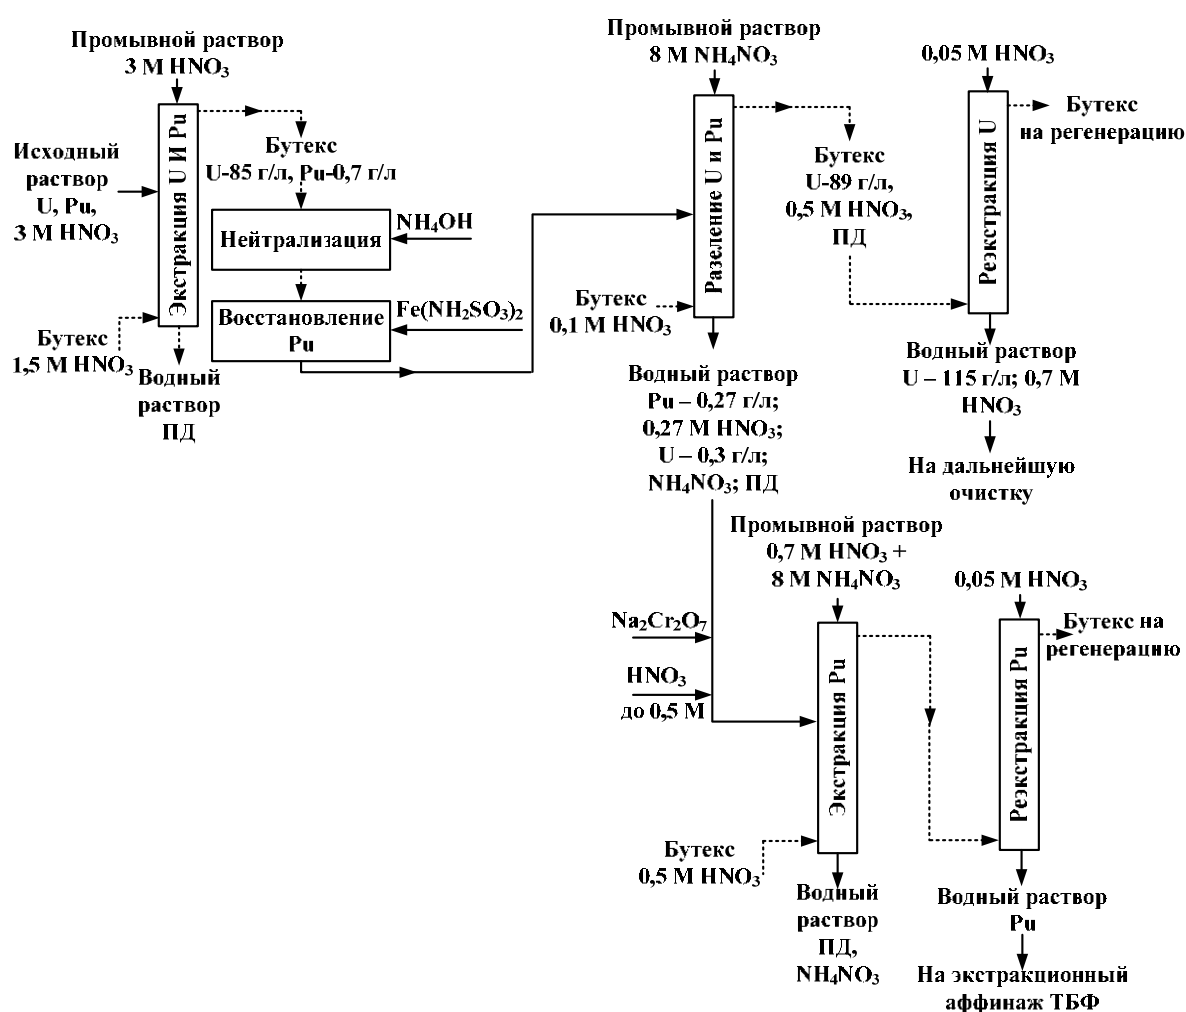 Промывной раствор
3 М HNO3
Исходный
раствор
U, Pu,
3 М HNO3
Экстракция U И Pu
Бутекс
1,5 М HNO3
Водный
раствор
ПД
Бутекс
U-85 г/л, Pu-0,7 г/л
Нейтрализация
NH4OH
Восстановление
Pu
Fe(NH2SO3)2
Промывной раствор
8 М NH4NO3
Разеление U и Pu
Бутекс
0,1 М HNO3
Бутекс
U-89 г/л,
0,5 М HNO3,
ПД
Водный раствор
Pu – 0,27 г/л;
0,27 М HNO3;
U – 0,3 г/л;
NH4NO3; ПД
0,05 М HNO3
Реэкстракция U
Бутекс
на регенерацию
Водный раствор
U – 115 г/л; 0,7 М
HNO3
На дальнейшую
очистку
Na2Cr2O7
HNO3
до 0,5 М
Промывной раствор
0,7 М HNO3 +
8 М NH4NO3
Экстракция Pu
Бутекс
0,5 М HNO3
Водный
раствор
ПД,
NH4NO3
0,05 М HNO3
Реэкстракция Pu
Бутекс на
регенерацию
Водный раствор
Pu
На экстракционный
аффинаж ТБФ